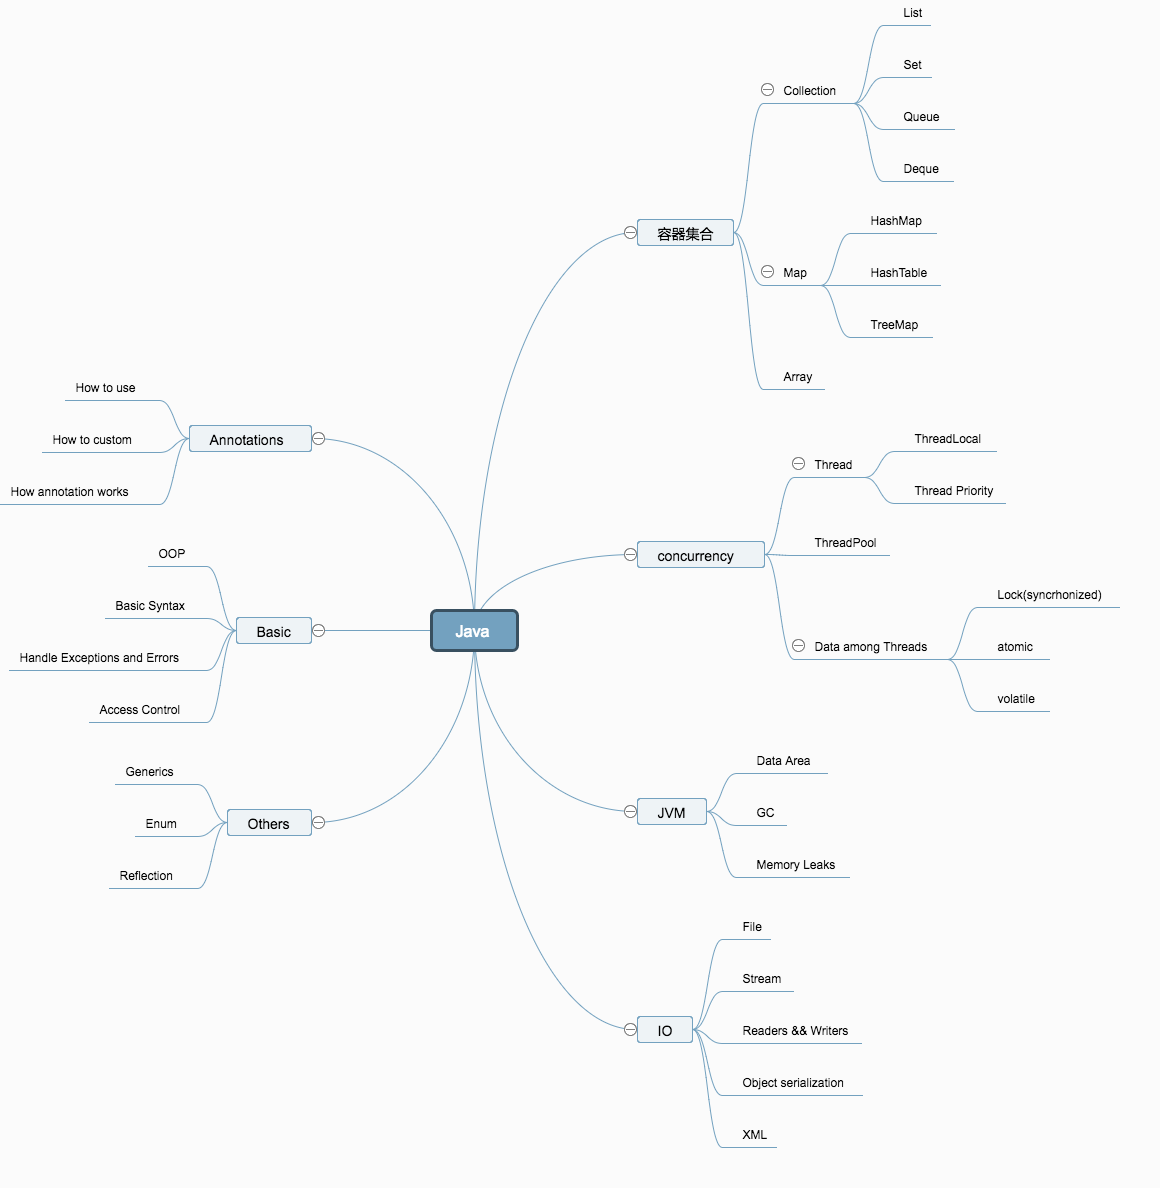 Java
容器集合
Collection
List
Set
Queue
Deque
Map
HashMap
HashTable
TreeMap
Array
concurrency
Thread
ThreadLocal
Thread Priority
ThreadPool
Data among Threads
Lock(syncrhonized)
atomic
volatile
JVM
Data Area
GC
Memory Leaks
IO
File
Stream
Readers && Writers
Object serialization
XML
Annotations
How to use
How to custom
How annotation works
Basic
OOP
Basic Syntax
Handle Exceptions and Errors
Access Control
Others
Generics
Enum
Reflection